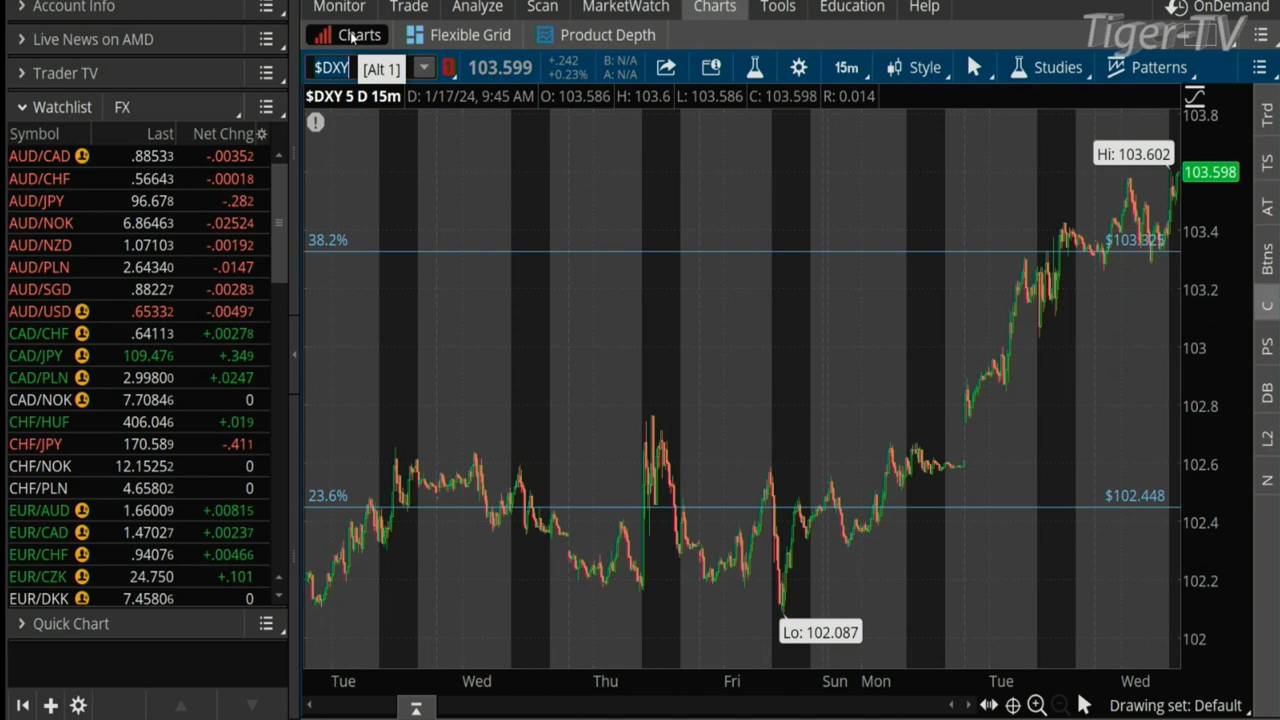 Account Info
Monitor Trade Analyze Scan MarketWatch Charts Tools Education Help OnDemand
Tiger-TV
Live News on AMD
Charts Flexible Grid Product Depth
Trader TV
$DXY [Alt 1] 103.599 +.242 +0.23% B: N/A A: N/A 15m Style Studies Patterns
Watchlist FX
$DXY 5 D 15m D: 1/17/24, 9:45 AM O: 103.586 H: 103.6 L: 103.586 C: 103.598 R: 0.014
Symbol Last Net Chng
AUD/CAD .88533 -.00352
AUD/CHF .56643 -.00018
AUD/JPY 96.678 -.282
AUD/NOK 6.86463 -.02524
AUD/NZD 1.07103 -.00192
AUD/PLN 2.64340 -.0147
AUD/SGD .88227 -.00283
AUD/USD .65332 -.00497
CAD/CHF .64113 +.00278
CAD/JPY 109.476 +.349
CAD/PLN 2.99800 +.0247
CAD/NOK 7.70846 0
CHF/HUF 406.046 +.019
CHF/JPY 170.589 -.411
CHF/NOK 12.15252 0
CHF/PLN 4.65802 0
EUR/AUD 1.66009 +.00815
EUR/CAD 1.47027 +.00237
EUR/CHF .94076 +.00466
EUR/CZK 24.750 +.101
EUR/DKK 7.45806 0
Quick Chart
Hi: 103.602
103.598
38.2% $103.325
23.6% $102.448
Lo: 102.087
103.8
103.4
103.2
103
102.8
102.6
102.4
102.2
102
Tue Wed Thu Fri Sun Mon Tue Wed
Drawing set: Default
Trd
TS
AT
Btns
C
PS
DB
L2
N